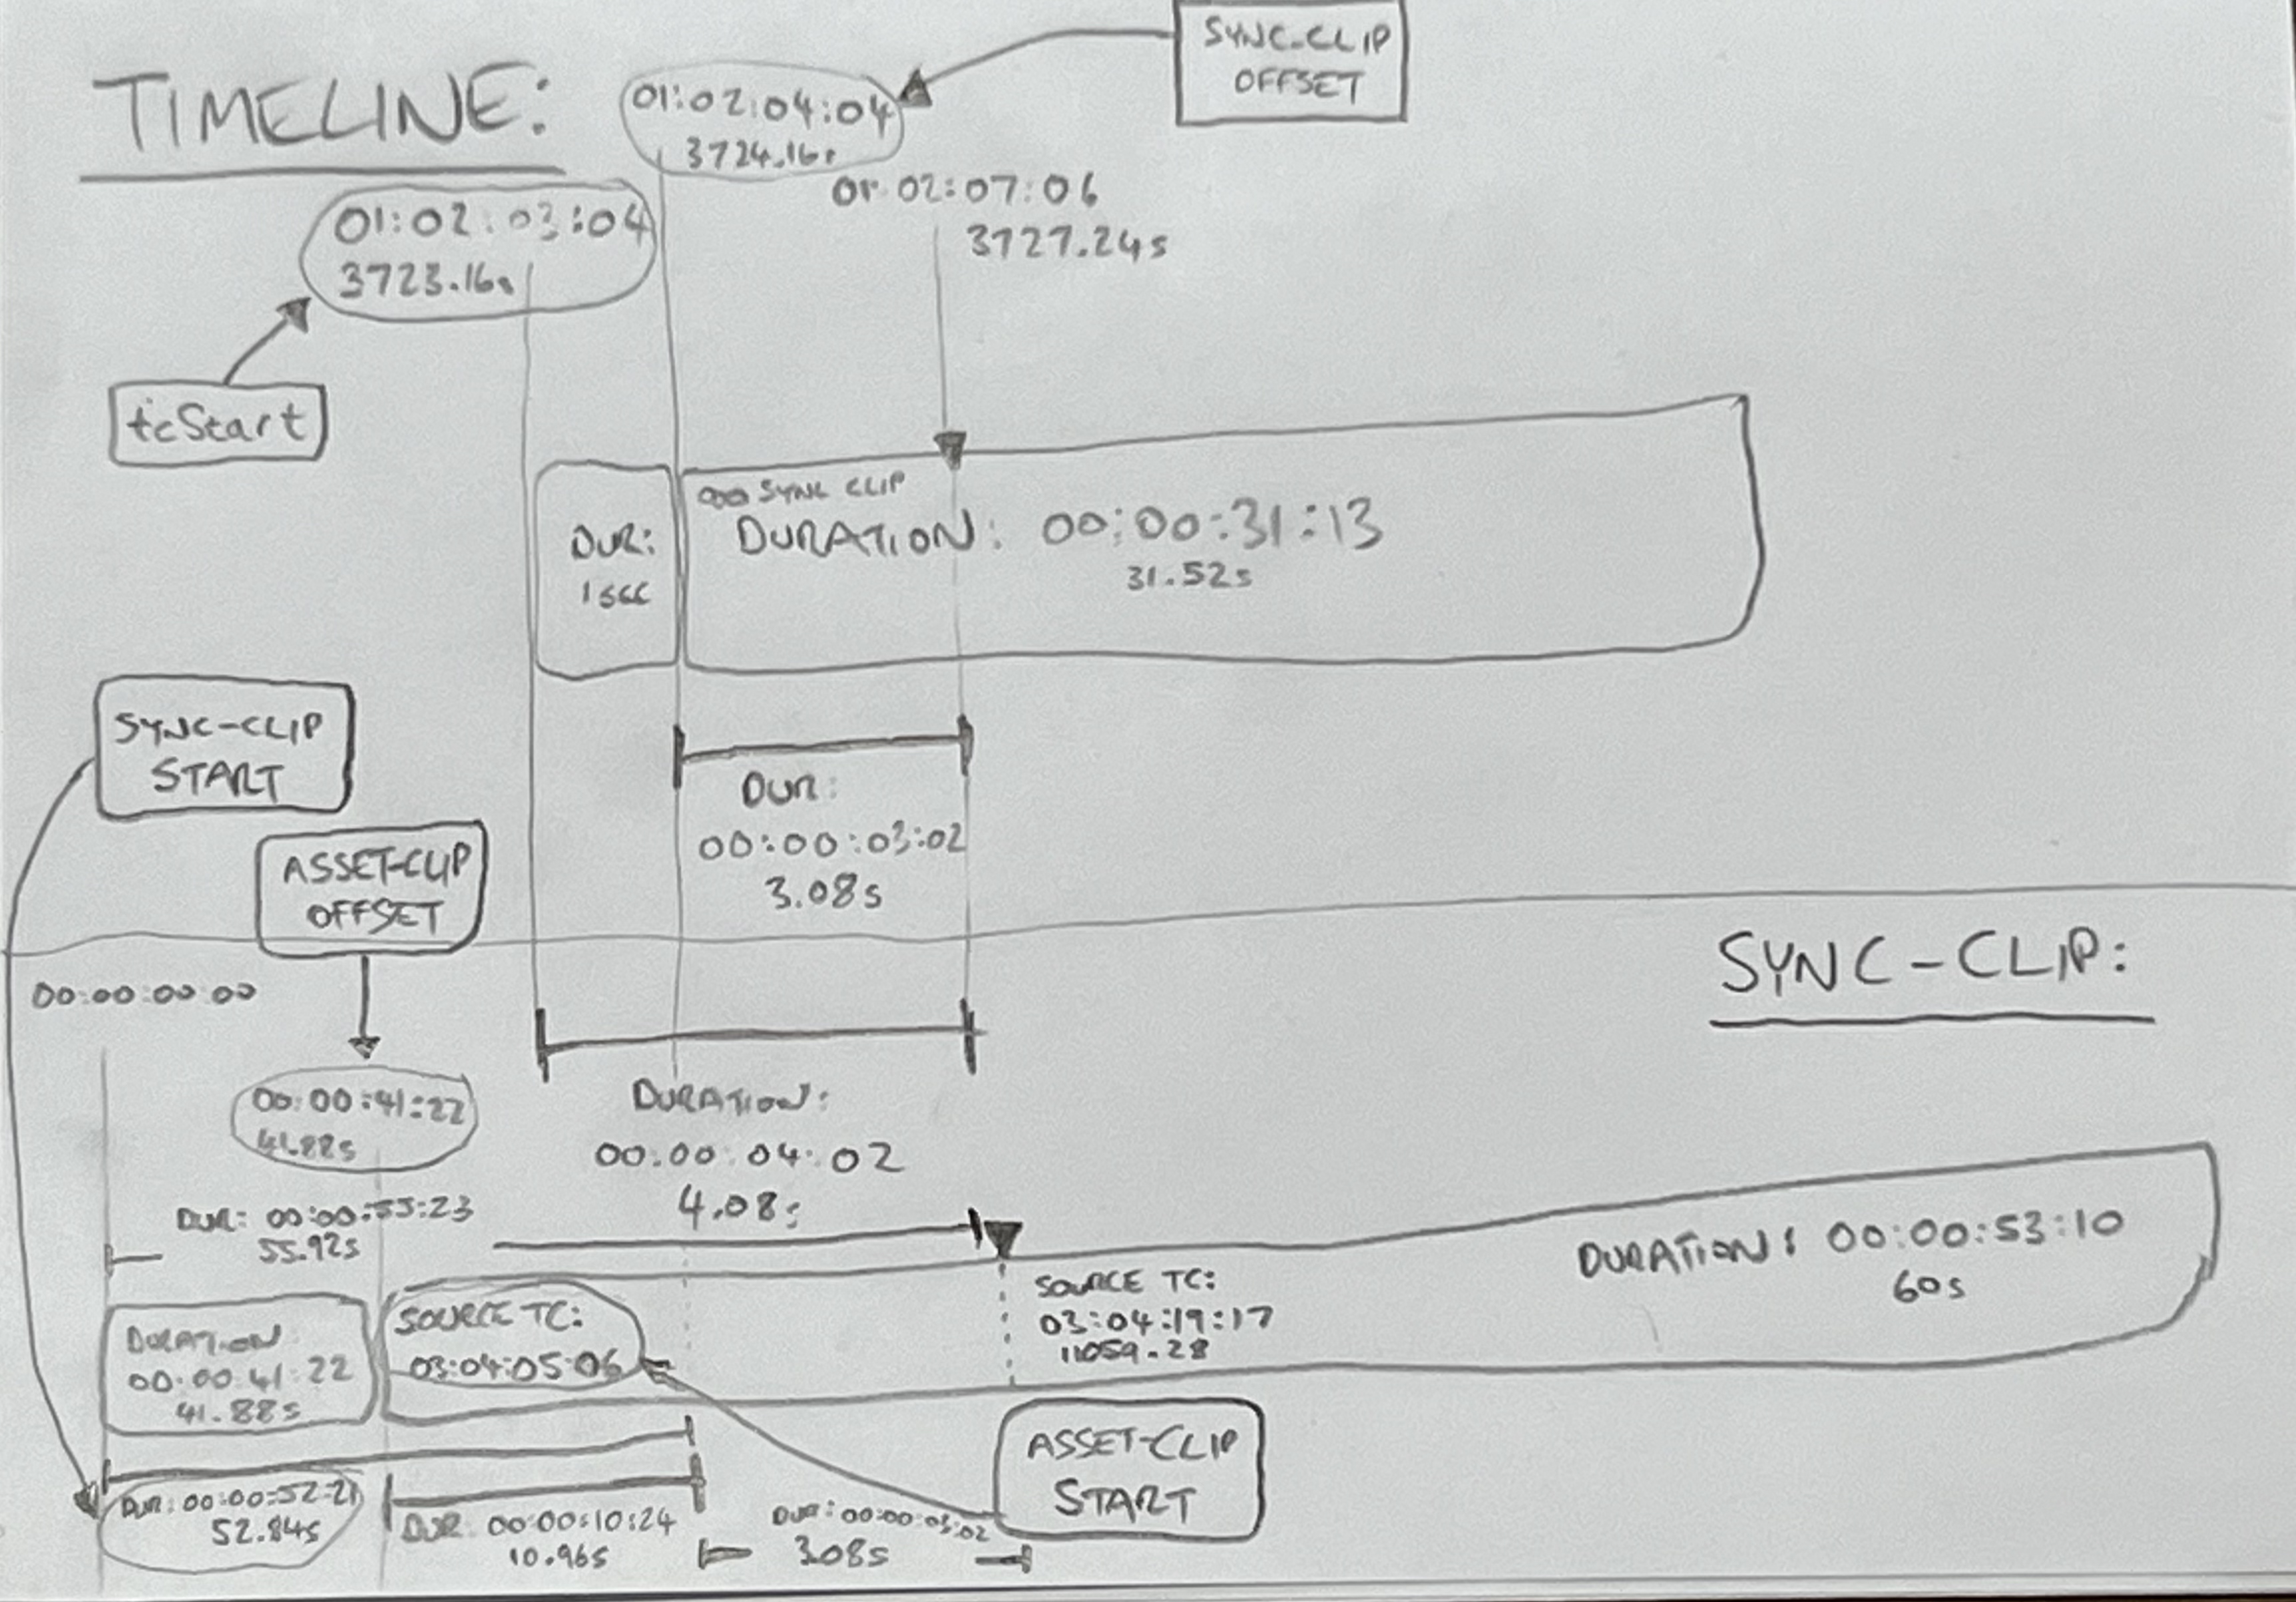 SYNC-CLIP
OFFSET
TIMELINE:
01:02:04:04
3724.16s
01:02:07:06
3727.24s
01:02:03:04
3723.16s
tcStart
SYNC CLIP
DURATION: 00:00:31:13
31.52s
DUR:
1 sec
SYNC-CLIP
START
DUR:
00:00:03:02
3.08s
ASSET-CLIP
OFFSET
SYNC-CLIP:
00:00:00:00
00:00:41:22
41.88s
DURATION:
00:00:04:02
4.08s
DUR: 00:00:55:23
55.92s
DURATION: 00:00:53:10
60s
SOURCE TC:
03:04:19:17
11059.28
SOURCE TC:
03:04:05:06
DURATION:
00:00:41:22
41.88s
ASSET-CLIP
START
DUR: 00:00:52:21
52.84s
DUR: 00:00:10:24
10.96s
DUR: 00:00:03:02
3.08s